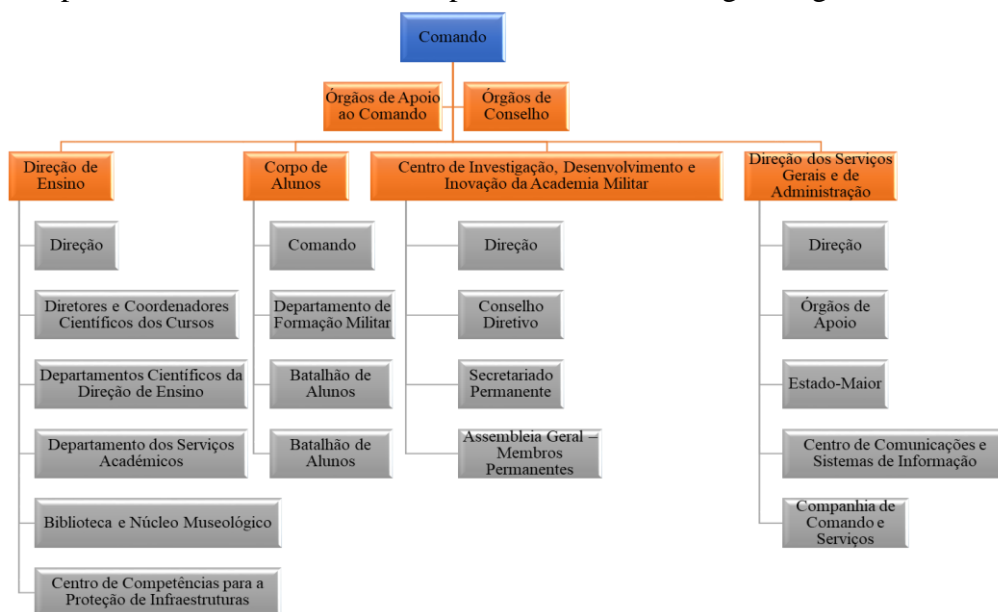 Comando
Órgãos de Apoio
ao Comando
Órgãos de
Conselho
Direção de
Ensino
Corpo de
Alunos
Centro de Investigação, Desenvolvimento e
Inovação da Academia Militar
Direção dos Serviços
Gerais e de
Administração
Direção
Diretores e Coordenadores
Científicos dos Cursos
Departamentos Científicos da
Direção de Ensino
Departamento dos Serviços
Académicos
Biblioteca e Núcleo Museológico
Centro de Competências para a
Proteção de Infraestruturas
Comando
Departamento de
Formação Militar
Batalhão de
Alunos
Batalhão de
Alunos
Direção
Conselho
Diretivo
Secretariado
Permanente
Assembleia Geral –
Membros
Permanentes
Direção
Órgãos de
Apoio
Estado-Maior
Centro de Comunicações e
Sistemas de Informação
Companhia de
Comando e
Serviços